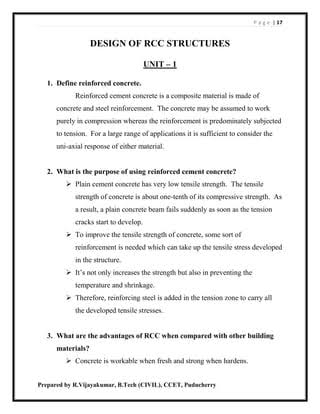 P a g e | 17
DESIGN OF RCC STRUCTURES
UNIT – 1
1. Define reinforced concrete.
Reinforced cement concrete is a composite material is made of
concrete and steel reinforcement. The concrete may be assumed to work
purely in compression whereas the reinforcement is predominately subjected
to tension. For a large range of applications it is sufficient to consider the
uni-axial response of either material.
2. What is the purpose of using reinforced cement concrete?
➢ Plain cement concrete has very low tensile strength. The tensile
strength of concrete is about one-tenth of its compressive strength. As
a result, a plain concrete beam fails suddenly as soon as the tension
cracks start to develop.
➢ To improve the tensile strength of concrete, some sort of
reinforcement is needed which can take up the tensile stress developed
in the structure.
➢ It's not only increases the strength but also in preventing the
temperature and shrinkage.
➢ Therefore, reinforcing steel is added in the tension zone to carry all
the developed tensile stresses.
3. What are the advantages of RCC when compared with other building
materials?
➢ Concrete is workable when fresh and strong when hardens.
Prepared by R.Vijayakumar, B.Tech (CIVIL), CCET, Puducherry